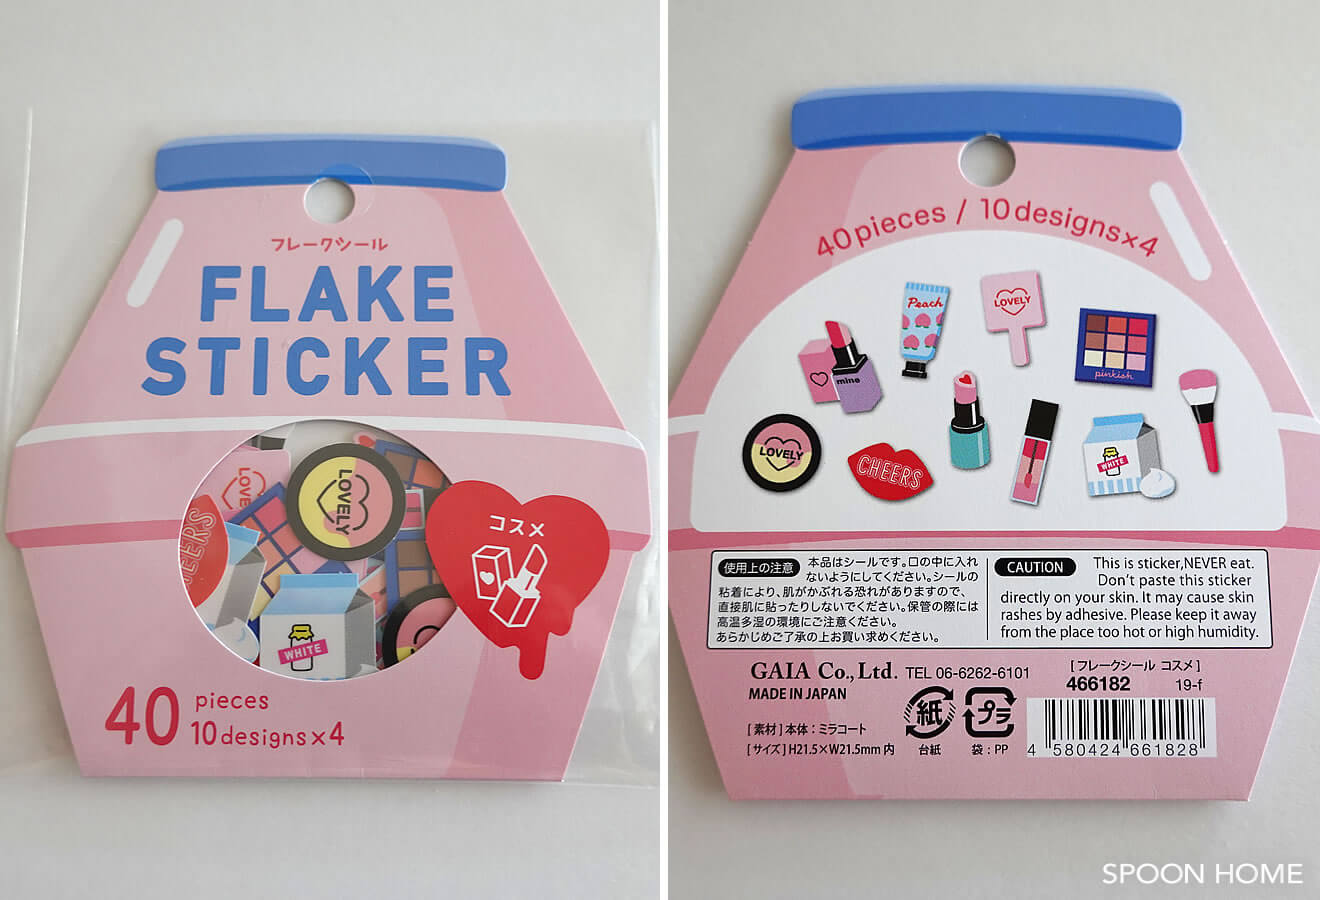 フレークシール
FLAKE
STICKER
LOVELY
LOVELY
CHEERS
WHITE
コスメ
40 pieces
10designs×4
40pieces / 10designs×4
Peach
LOVELY
mine
pinkish
LOVELY
CHEERS
WHITE
使用上の注意 本品はシールです。口の中に入れ
ないようにしてください。シールの
粘着により、肌がかぶれる恐れがありますので、
直接肌に貼ったりしないでください。保管の際には
高温多湿の環境にご注意ください。
あらかじめご了承の上お買い求めください。
CAUTION This is sticker,NEVER eat.
Don't paste this sticker
directly on your skin. It may cause skin
rashes by adhesive. Please keep it away
from the place too hot or high humidity.
GAIA Co.,Ltd. TEL 06-6262-6101
MADE IN JAPAN
[フレークシール コスメ]
466182 19-f
[素材]本体：ミラコート
[サイズ]H21.5×W21.5mm 内
紙
台紙
プラ
袋：PP
4 580424 661828
SPOON HOME